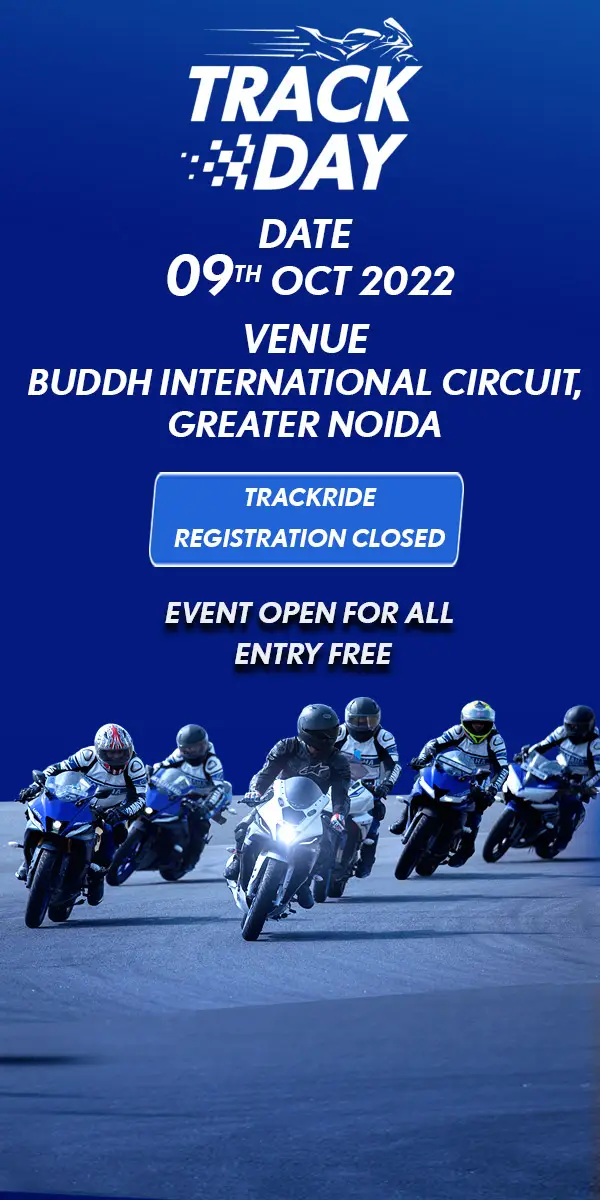 TRACK
DAY
DATE
09TH OCT 2022
VENUE
BUDDH INTERNATIONAL CIRCUIT,
GREATER NOIDA
TRACKRIDE
REGISTRATION CLOSED
EVENT OPEN FOR ALL
ENTRY FREE